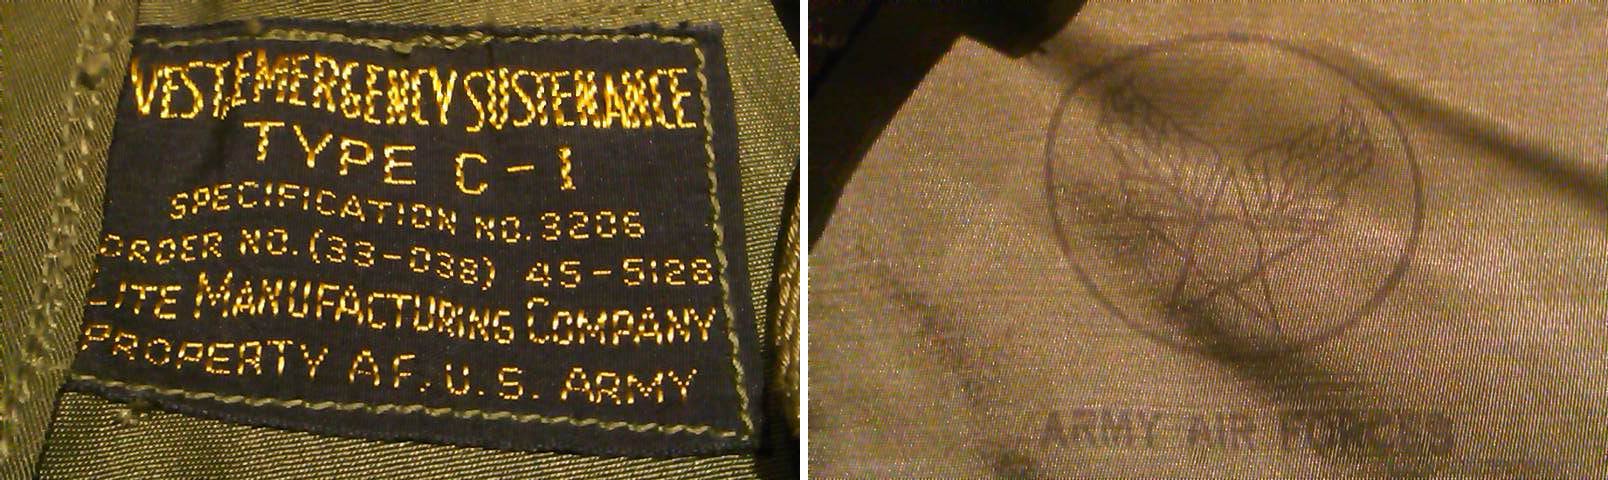 VEST,EMERGENCY SUSTENANCE
TYPE C-1
SPECIFICATION NO. 3206
ORDER NO. (33-038) 45-5128
LITE MANUFACTURING COMPANY
PROPERTY A F. U. S. ARMY
ARMY AIR FORCES